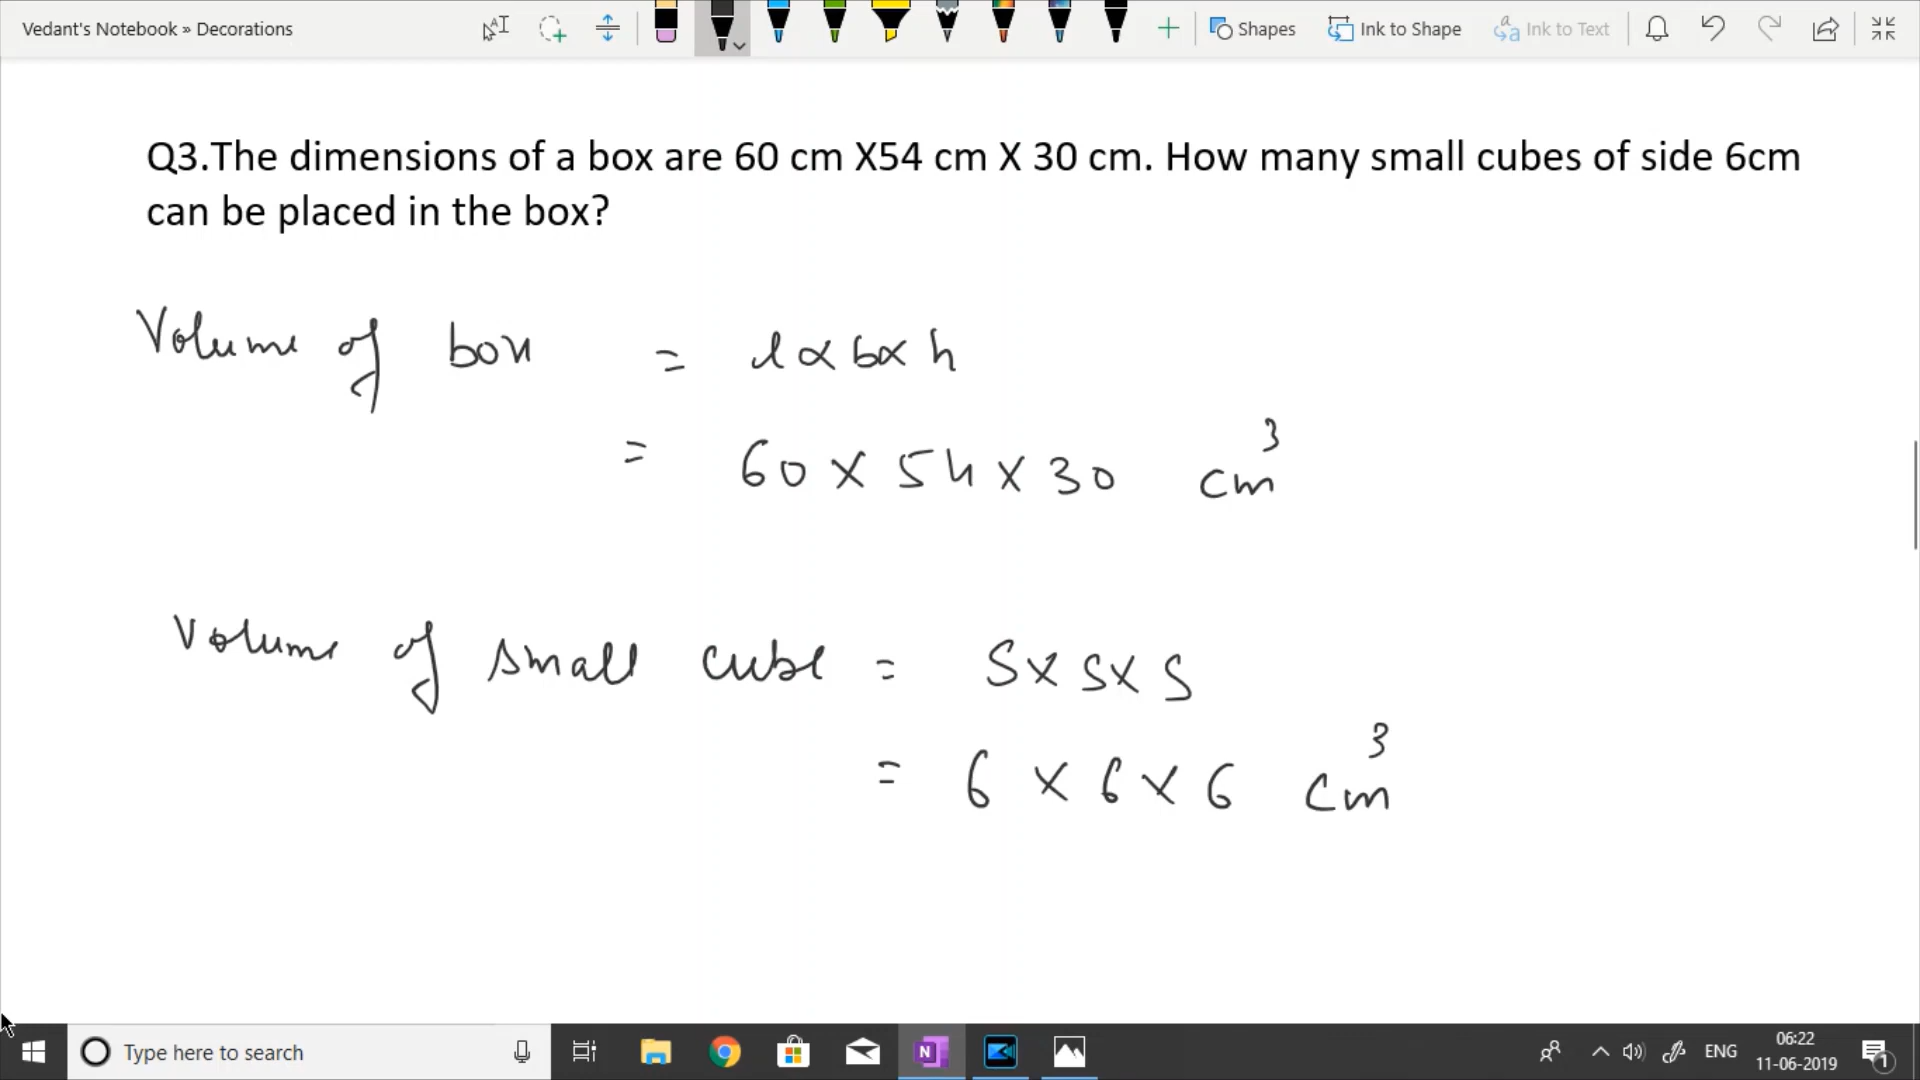 Vedant's Notebook » Decorations
Shapes
Ink to Shape
Ink to Text
Q3.The dimensions of a box are 60 cm X54 cm X 30 cm. How many small cubes of side 6cm
can be placed in the box?
Volume of box = l x b x h
= 60 x 54 x 30 cm³
Volume of small cube = S x S x S
= 6 x 6 x 6 cm³
Type here to search
ENG
06:22
11-06-2019
1